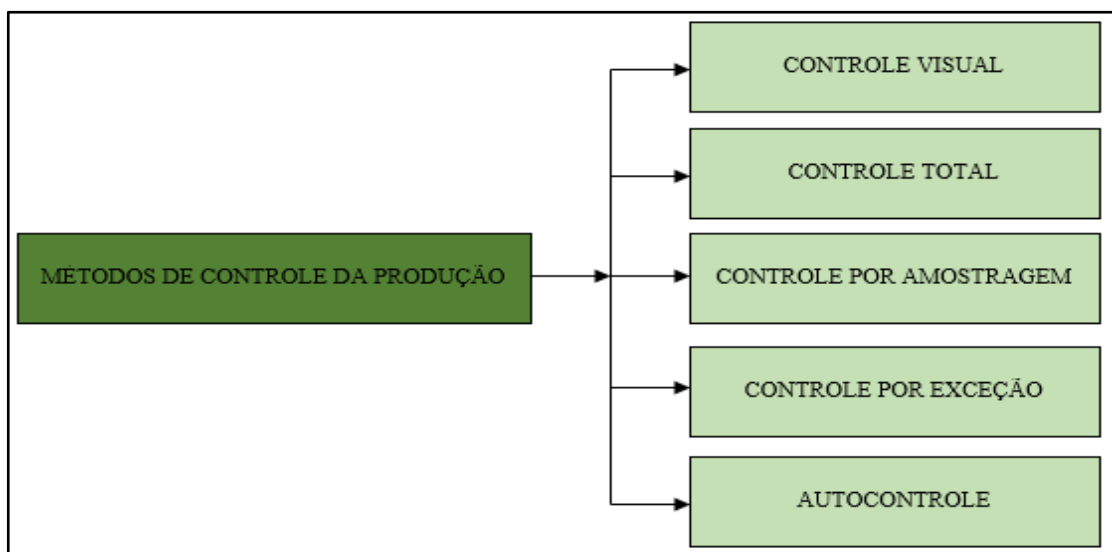 CONTROLE VISUAL
CONTROLE TOTAL
MÉTODOS DE CONTROLE DA PRODUÇÃO
CONTROLE POR AMOSTRAGEM
CONTROLE POR EXCEÇÃO
AUTOCONTROLE